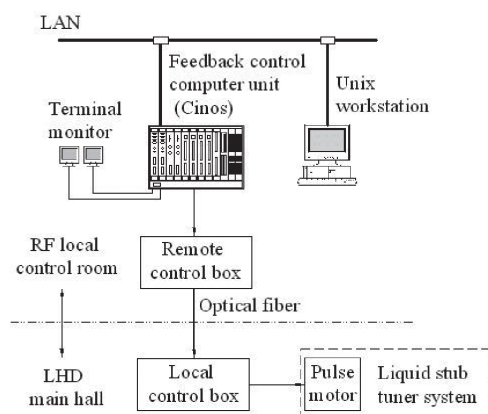 LAN
Feedback control
computer unit
(Cinos)
Unix
workstation
Terminal
monitor
RF local
control room
Remote
control box
Optical fiber
LHD
main hall
Local
control box
Pulse
motor
Liquid stub
tuner system